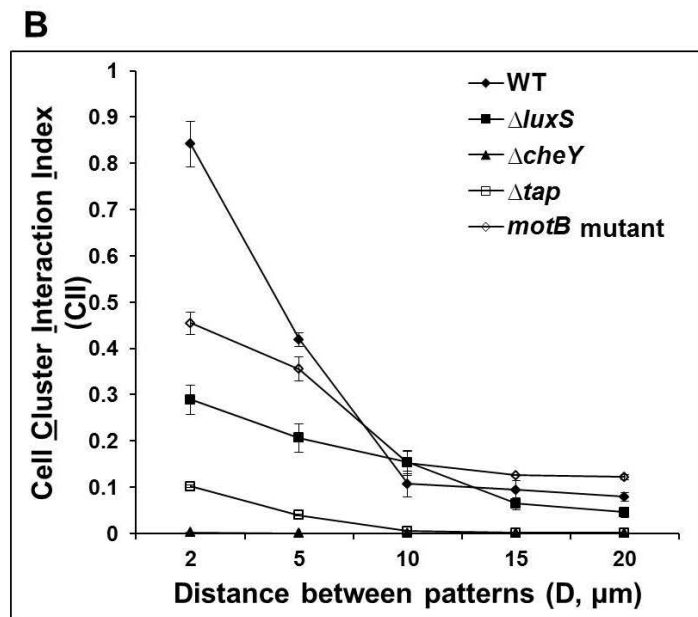 B
1
0.9
0.8
0.7
0.6
0.5
0.4
0.3
0.2
0.1
0
Cell Cluster Interaction Index
(CII)
WT
ΔluxS
ΔcheY
Δtap
motB mutant
2 5 10 15 20
Distance between patterns (D, μm)